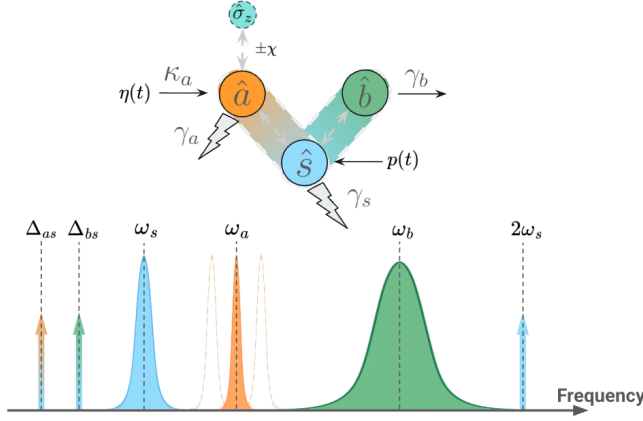 σ̂_z
±χ
κ_a
η(t)
â
b̂
γ_b
γ_a
ŝ
p(t)
γ_s
Δ_as Δ_bs ω_s ω_a ω_b 2ω_s
Frequency